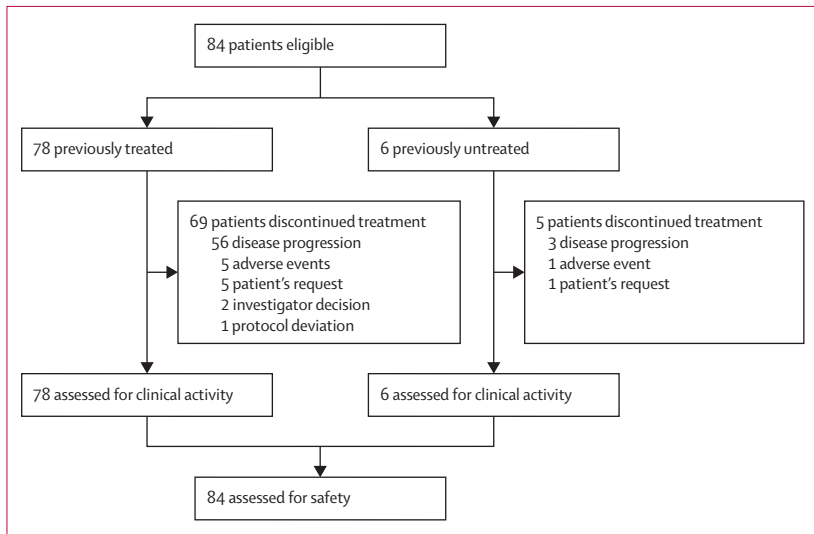 84 patients eligible
78 previously treated
6 previously untreated
69 patients discontinued treatment
56 disease progression
5 adverse events
5 patient’s request
2 investigator decision
1 protocol deviation
5 patients discontinued treatment
3 disease progression
1 adverse event
1 patient’s request
78 assessed for clinical activity
6 assessed for clinical activity
84 assessed for safety